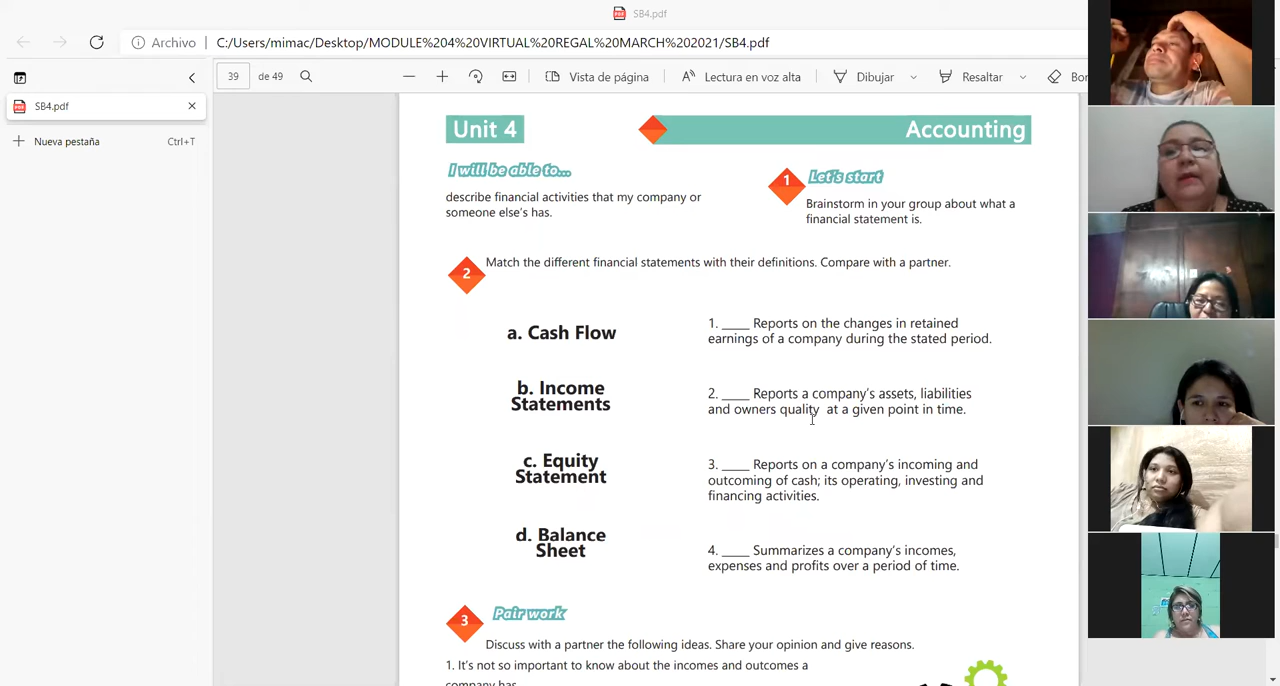 SB4.pdf
Archivo C:/Users/mimac/Desktop/MODULE%204%20VIRTUAL%20REGAL%20MARCH%202021/SB4.pdf
39 de 49 Vista de página Lectura en voz alta Dibujar Resaltar
SB4.pdf
Nueva pestaña Ctrl+T
Unit 4 Accounting
I will be able to...
describe financial activities that my company or
someone else's has.
1 Let's start
Brainstorm in your group about what a
financial statement is.
2 Match the different financial statements with their definitions. Compare with a partner.
a. Cash Flow
b. Income
Statements
c. Equity
Statement
d. Balance
Sheet
1. ____ Reports on the changes in retained
earnings of a company during the stated period.
2. ____ Reports a company's assets, liabilities
and owners quality at a given point in time.
3. ____ Reports on a company's incoming and
outcoming of cash; its operating, investing and
financing activities.
4. ____ Summarizes a company's incomes,
expenses and profits over a period of time.
3 Pair work
Discuss with a partner the following ideas. Share your opinion and give reasons.
1. It's not so important to know about the incomes and outcomes a
company has.